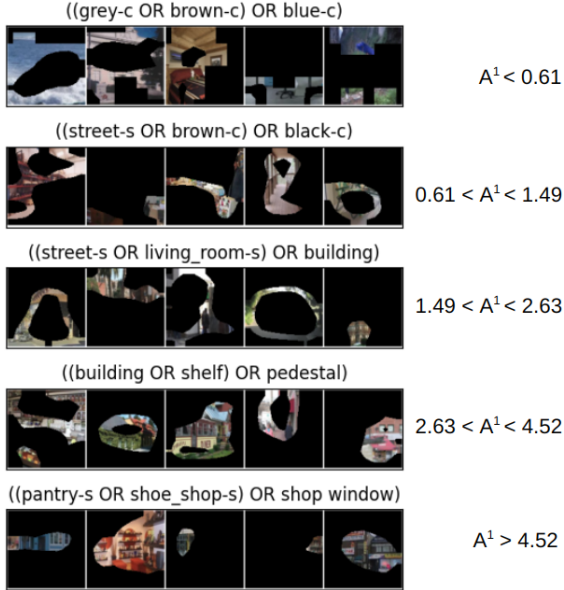 ((grey-c OR brown-c) OR blue-c)
A¹ < 0.61
((street-s OR brown-c) OR black-c)
0.61 < A¹ < 1.49
((street-s OR living_room-s) OR building)
1.49 < A¹ < 2.63
((building OR shelf) OR pedestal)
2.63 < A¹ < 4.52
((pantry-s OR shoe_shop-s) OR shop window)
A¹ > 4.52